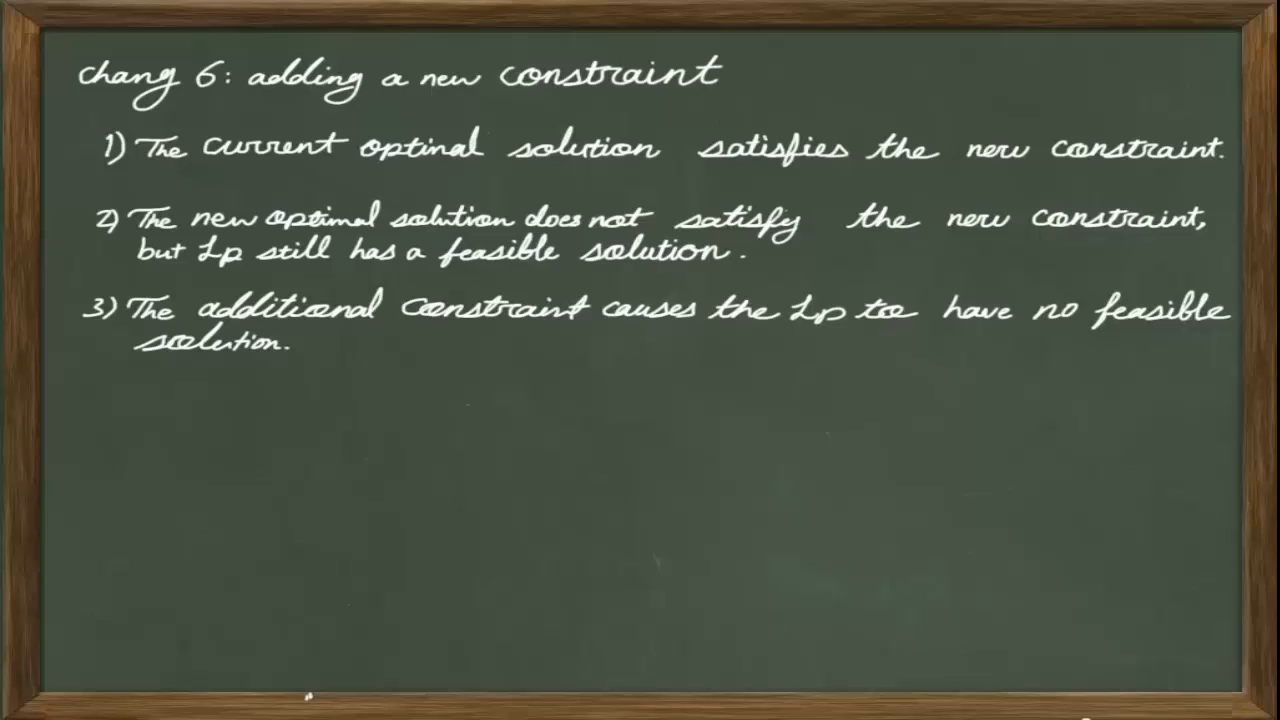 chang 6: adding a new constraint
1) The current optimal solution satisfies the new constraint.
2) The new optimal solution does not satisfy the new constraint,
but Lp still has a feasible solution.
3) The additional constraint causes the Lp to have no feasible
solution.